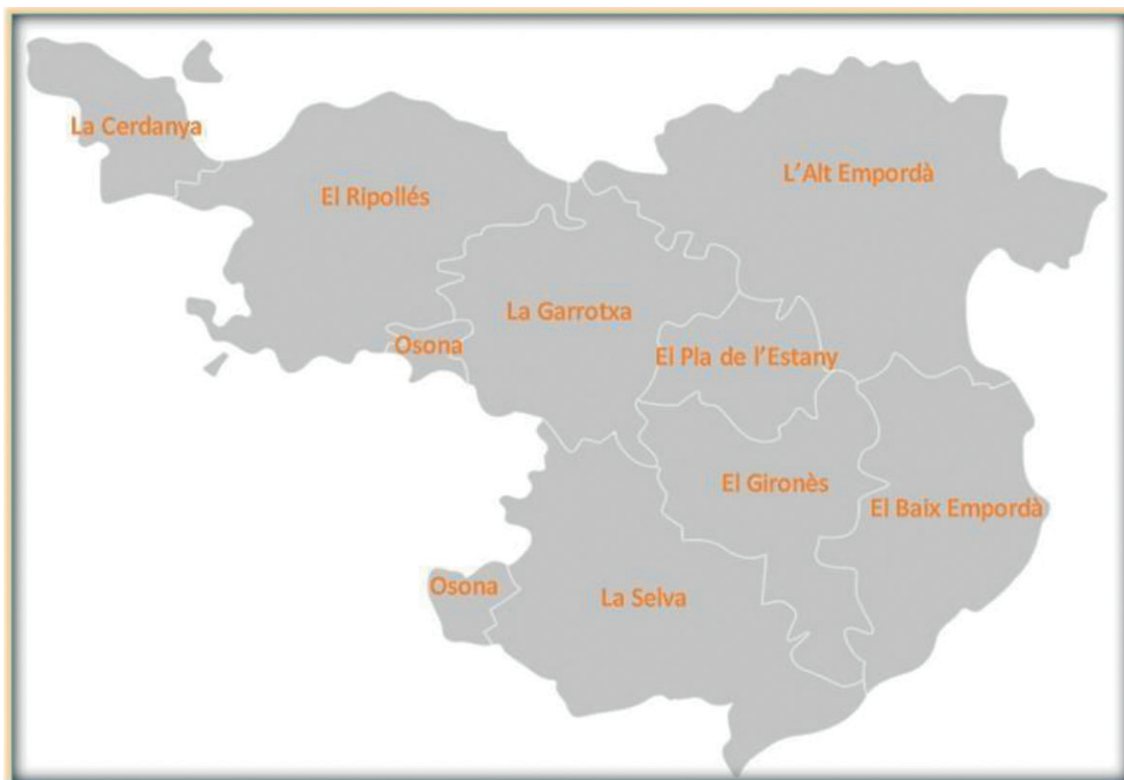 La Cerdanya
L'Alt Empordà
El Ripollés
La Garrotxa
Osona
El Pla de l'Estany
El Gironès
El Baix Empordà
Osona
La Selva